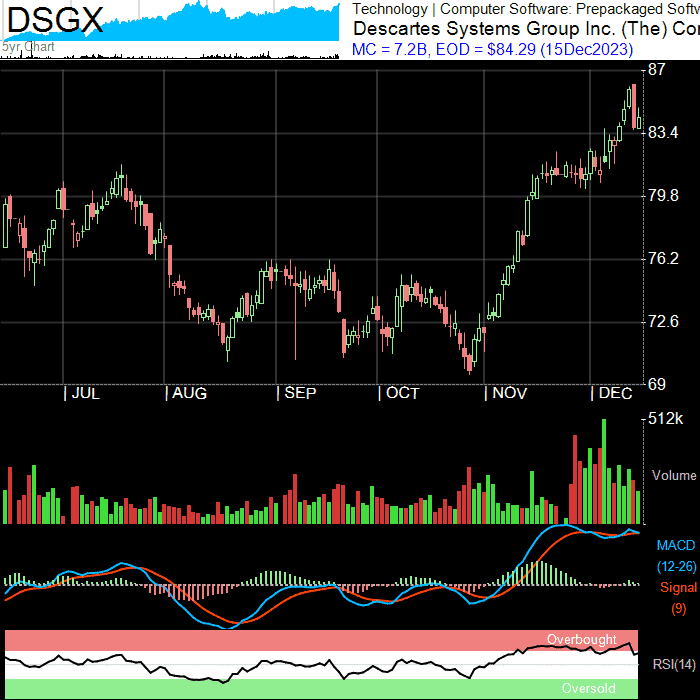 DSGX
5yr. Chart
Technology | Computer Software: Prepackaged Softw
Descartes Systems Group Inc. (The) Cor
MC = 7.2B, EOD = $84.29 (15Dec2023)
87
83.4
79.8
76.2
72.6
69
| JUL | AUG | SEP | OCT | NOV | DEC
512k
Volume
MACD
(12-26)
Signal
(9)
Overbought
RSI(14)
Oversold